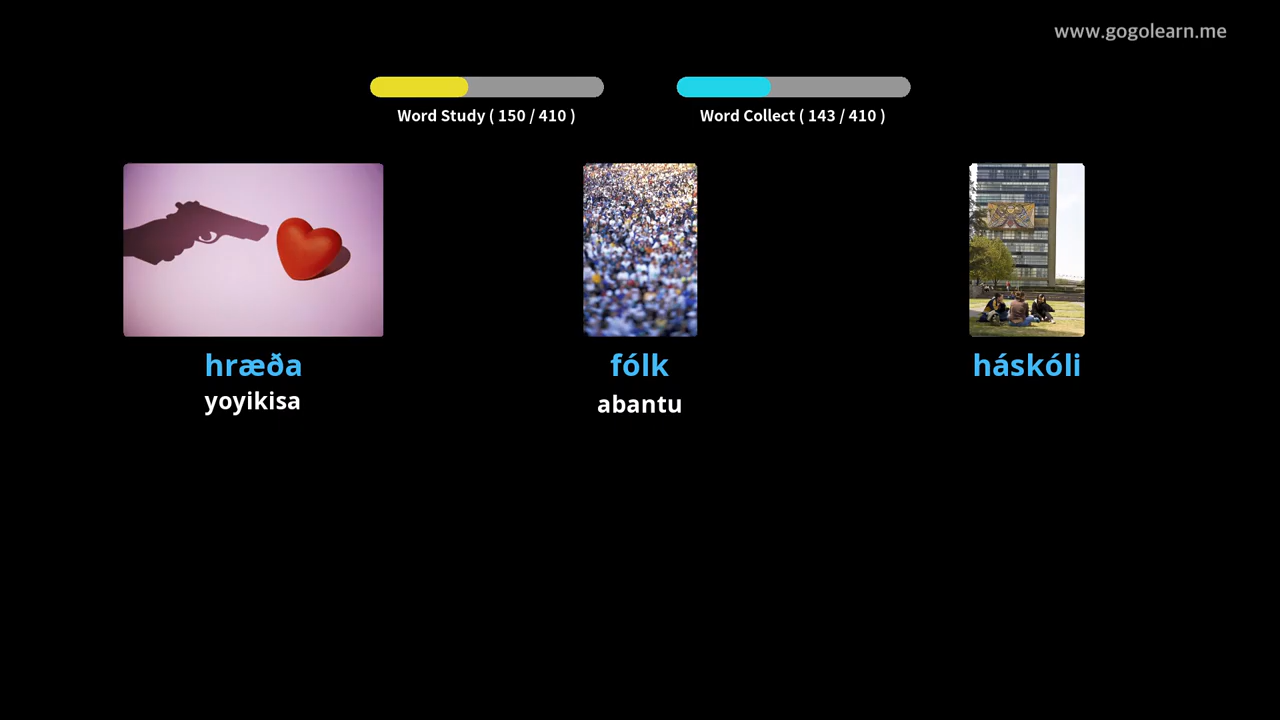 www.gogolearn.me
Word Study ( 150 / 410 )
Word Collect ( 143 / 410 )
hræða
yoyikisa
fólk
abantu
háskóli